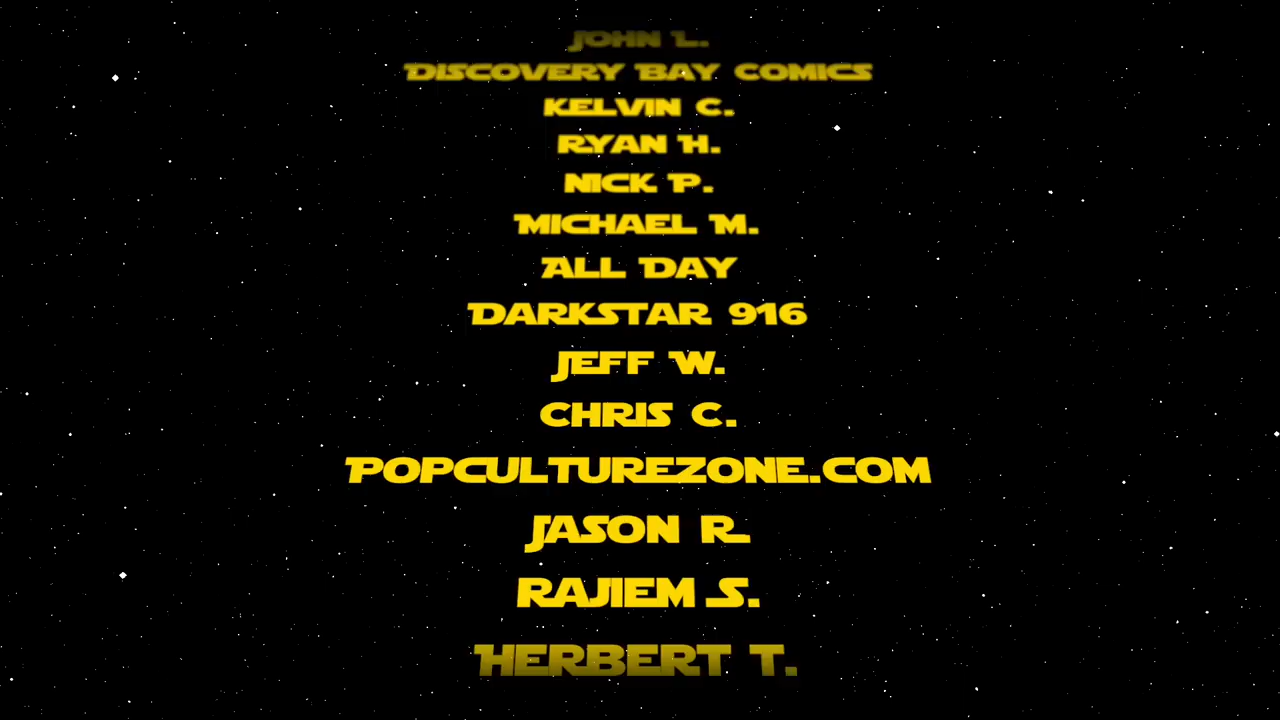 John L.
Discovery Bay Comics
Kelvin C.
Ryan H.
Nick P.
Michael M.
All Day
Darkstar 916
Jeff W.
Chris C.
Popculturezone.com
Jason R.
Rajiem S.
Herbert T.